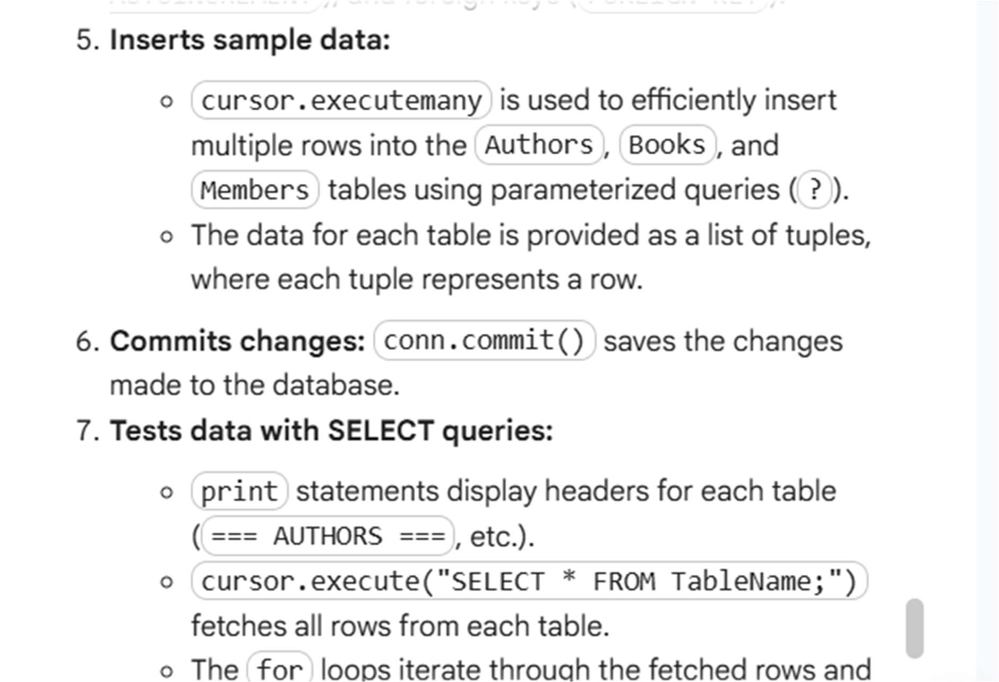 5. Inserts sample data:
○ cursor.executemany is used to efficiently insert
multiple rows into the Authors, Books, and
Members tables using parameterized queries (?).
○ The data for each table is provided as a list of tuples,
where each tuple represents a row.
6. Commits changes: conn.commit() saves the changes
made to the database.
7. Tests data with SELECT queries:
○ print statements display headers for each table
(=== AUTHORS ===, etc.).
○ cursor.execute("SELECT * FROM TableName;")
fetches all rows from each table.
○ The for loops iterate through the fetched rows and